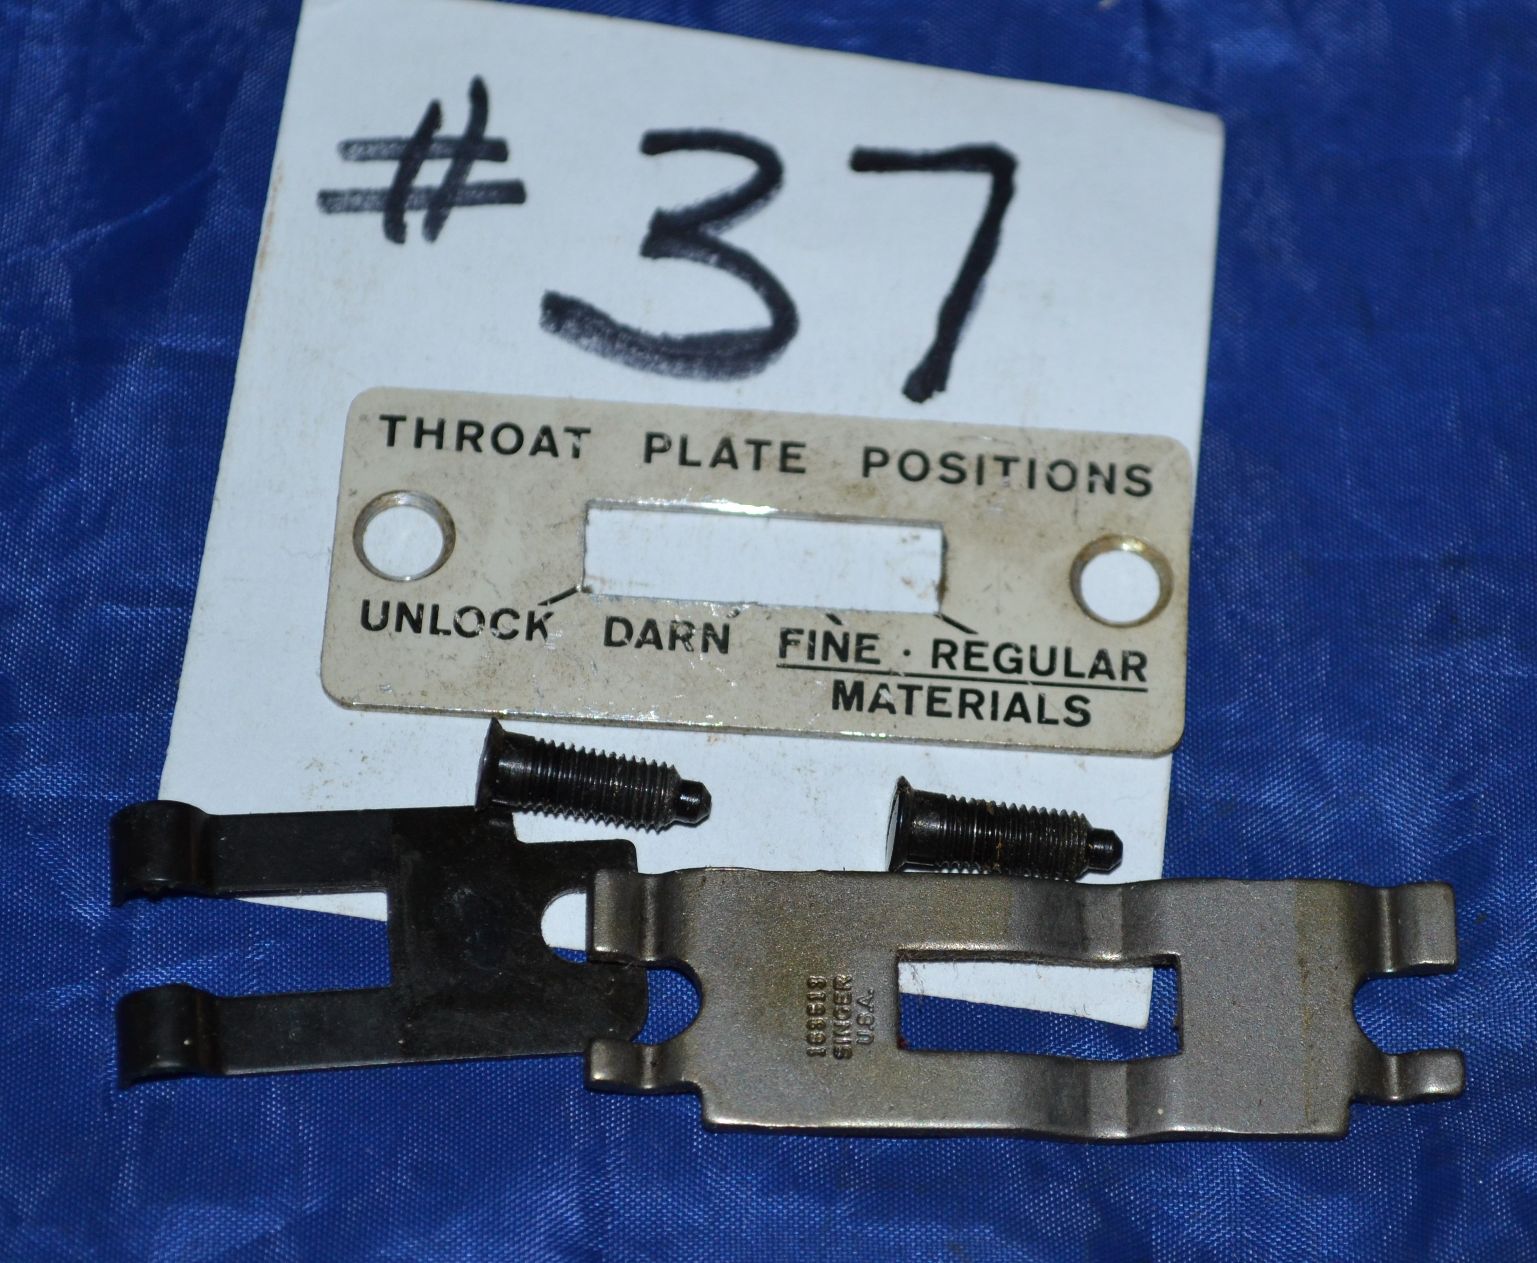 # 37
THROAT PLATE POSITIONS
UNLOCK DARN FINE · REGULAR
MATERIALS
SINGER
U.S.A.